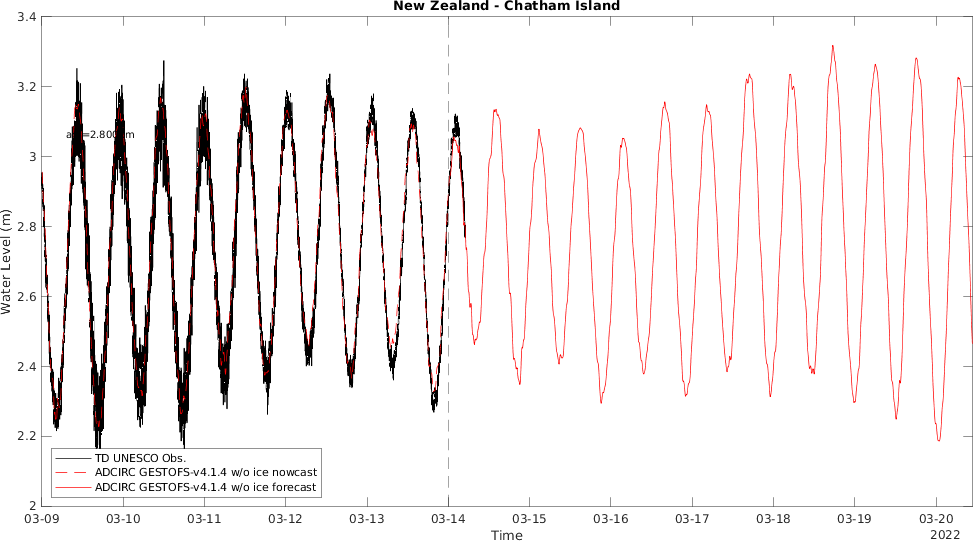 New Zealand - Chatham Island
3.4
3.2
3
2.8
2.6
2.4
2.2
2
Water Level (m)
TD UNESCO Obs.
ADCIRC GESTOFS-v4.1.4 w/o ice nowcast
ADCIRC GESTOFS-v4.1.4 w/o ice forecast
03-09 03-10 03-11 03-12 03-13 03-14 03-15 03-16 03-17 03-18 03-19 03-20
Time
2022